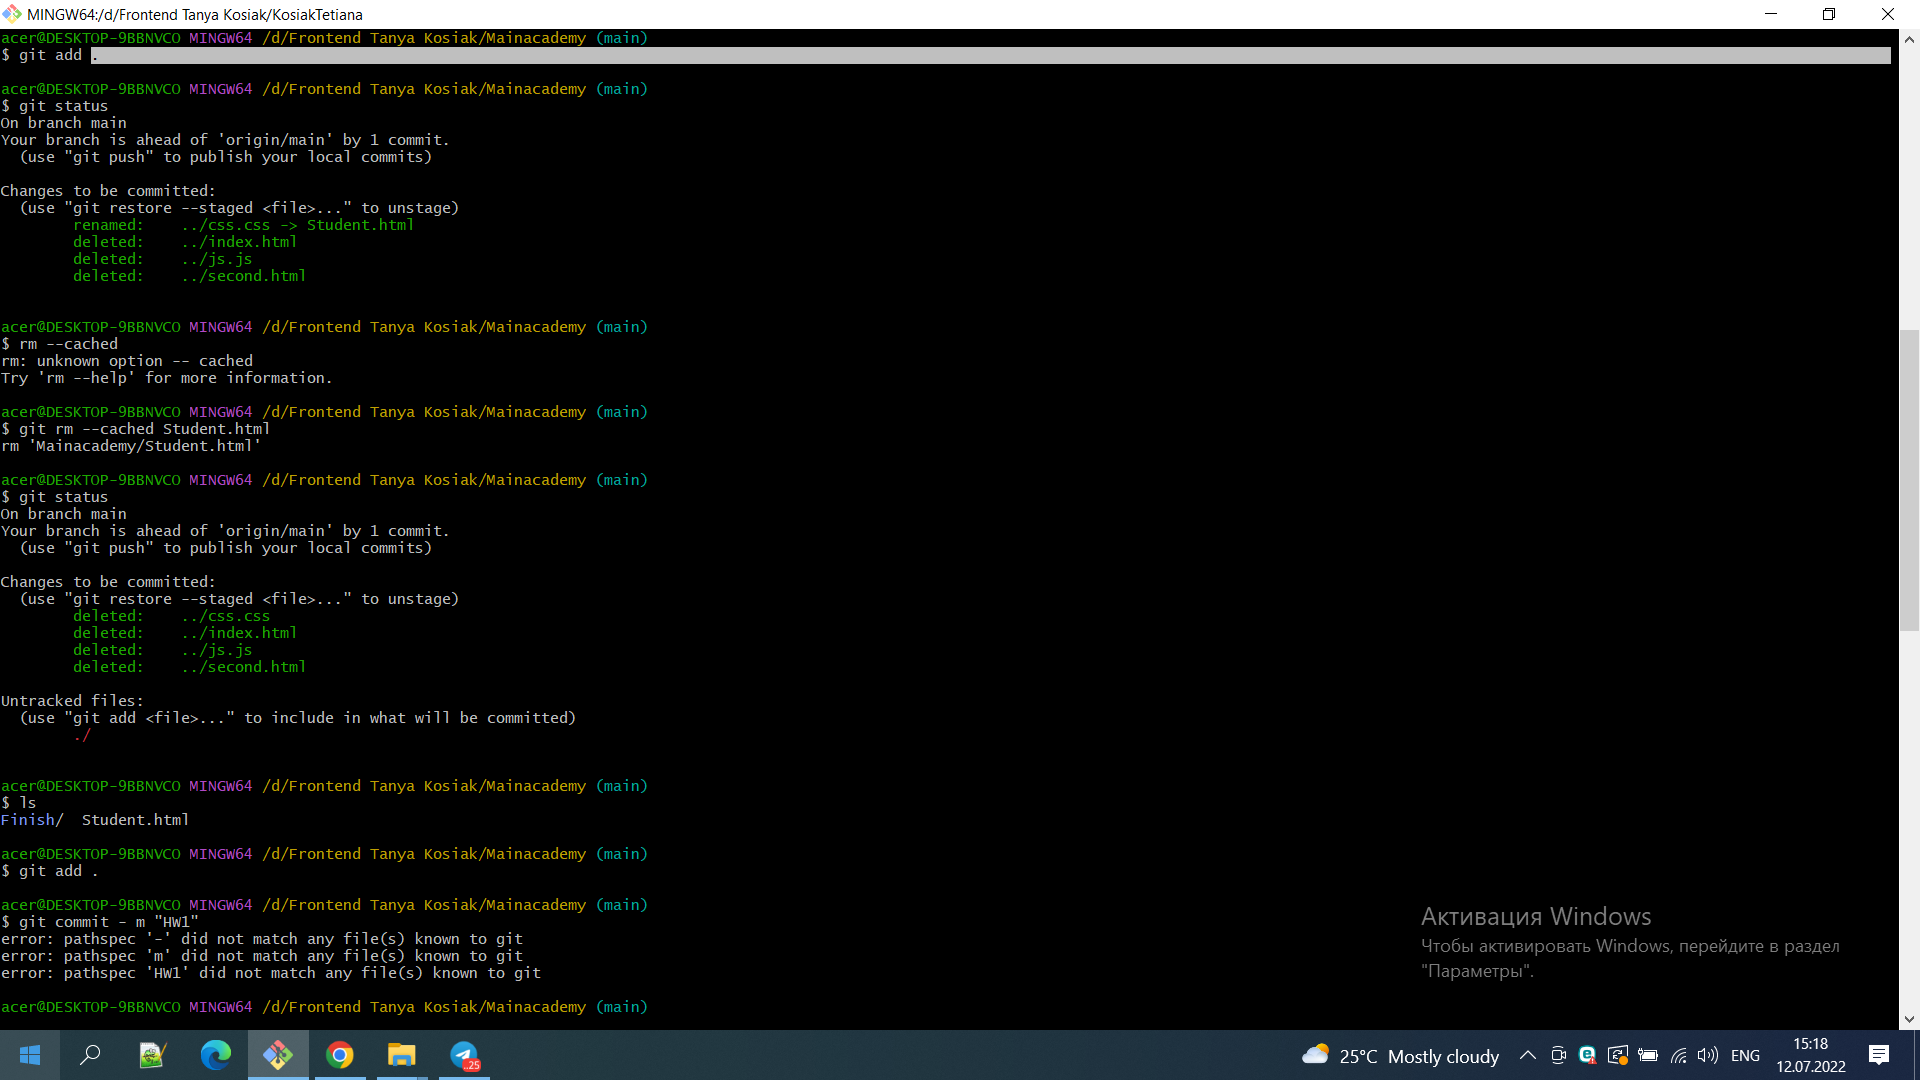 MINGW64:/d/Frontend Tanya Kosiak/KosiakTetiana
acer@DESKTOP-9BBNVCO MINGW64 /d/Frontend Tanya Kosiak/Mainacademy (main)
$ git add .
acer@DESKTOP-9BBNVCO MINGW64 /d/Frontend Tanya Kosiak/Mainacademy (main)
$ git status
On branch main
Your branch is ahead of 'origin/main' by 1 commit.
  (use "git push" to publish your local commits)
Changes to be committed:
  (use "git restore --staged <file>..." to unstage)
        renamed:    ../css.css -> Student.html
        deleted:    ../index.html
        deleted:    ../js.js
        deleted:    ../second.html
acer@DESKTOP-9BBNVCO MINGW64 /d/Frontend Tanya Kosiak/Mainacademy (main)
$ rm --cached
rm: unknown option -- cached
Try 'rm --help' for more information.
acer@DESKTOP-9BBNVCO MINGW64 /d/Frontend Tanya Kosiak/Mainacademy (main)
$ git rm --cached Student.html
rm 'Mainacademy/Student.html'
acer@DESKTOP-9BBNVCO MINGW64 /d/Frontend Tanya Kosiak/Mainacademy (main)
$ git status
On branch main
Your branch is ahead of 'origin/main' by 1 commit.
  (use "git push" to publish your local commits)
Changes to be committed:
  (use "git restore --staged <file>..." to unstage)
        deleted:    ../css.css
        deleted:    ../index.html
        deleted:    ../js.js
        deleted:    ../second.html
Untracked files:
  (use "git add <file>..." to include in what will be committed)
        ./
acer@DESKTOP-9BBNVCO MINGW64 /d/Frontend Tanya Kosiak/Mainacademy (main)
$ ls
Finish/  Student.html
acer@DESKTOP-9BBNVCO MINGW64 /d/Frontend Tanya Kosiak/Mainacademy (main)
$ git add .
acer@DESKTOP-9BBNVCO MINGW64 /d/Frontend Tanya Kosiak/Mainacademy (main)
$ git commit - m "HW1"
error: pathspec '-' did not match any file(s) known to git
error: pathspec 'm' did not match any file(s) known to git
error: pathspec 'HW1' did not match any file(s) known to git
acer@DESKTOP-9BBNVCO MINGW64 /d/Frontend Tanya Kosiak/Mainacademy (main)
Активация Windows
Чтобы активировать Windows, перейдите в раздел
"Параметры".
..25
25°C Mostly cloudy
ENG
15:18
12.07.2022